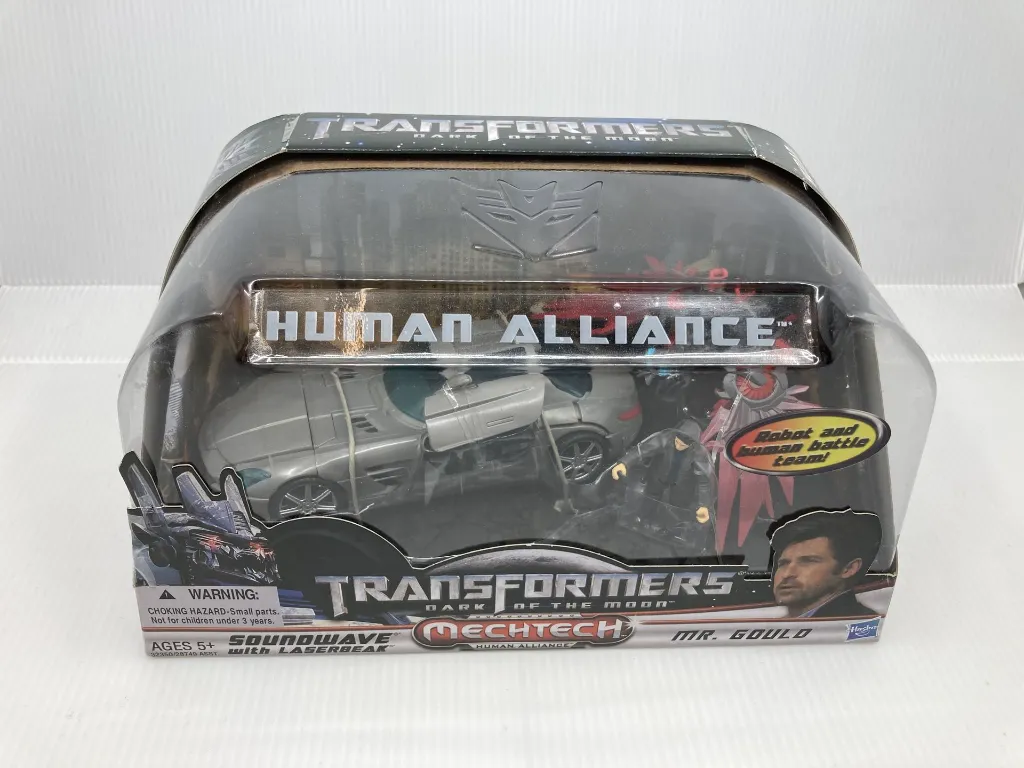 TRANSFORMERS
DARK OF THE MOON
HUMAN ALLIANCE™
Robot and
human battle
team!
TRANSFORMERS
DARK OF THE MOON
WARNING:
CHOKING HAZARD-Small parts.
Not for children under 3 years.
AGES 5+
SOUNDWAVE
with LASERBEAK
MECHTECH
HUMAN ALLIANCE
MR. GOULD
Hasbro